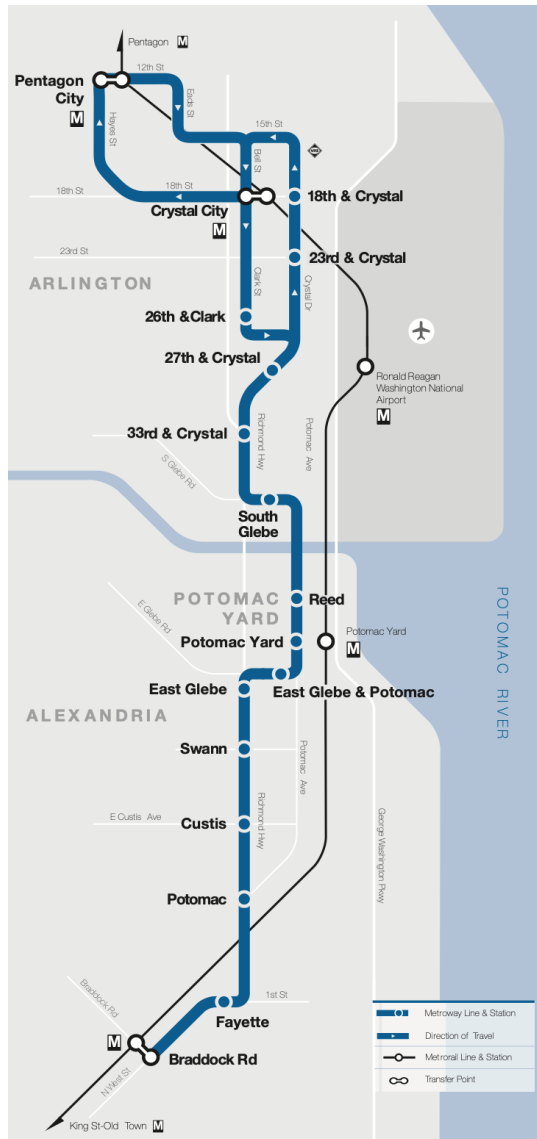 Pentagon M
12th St
Pentagon
City
M
Hayes St
Eads St
15th St
VRE
Bell St
18th St
18th St
18th & Crystal
Crystal City
M
23rd St
23rd & Crystal
ARLINGTON
Clark St
Crystal Dr
26th &Clark
27th & Crystal
Ronald Reagan
Washington National
Airport
M
33rd & Crystal
Richmond Hwy
Potomac Ave
S Glebe Rd
South
Glebe
POTOMAC
YARD
Reed
E Glebe Rd
Potomac Yard
Potomac Yard
M
POTOMAC RIVER
East Glebe
East Glebe & Potomac
ALEXANDRIA
Swann
Potomac Ave
Richmond Hwy
E Custis Ave
Custis
George Washington Pkwy
Potomac
Braddock Rd
1st St
Fayette
M
Braddock Rd
N West St
King St-Old Town M
Metroway Line & Station
Direction of Travel
Metrorail Line & Station
Transfer Point